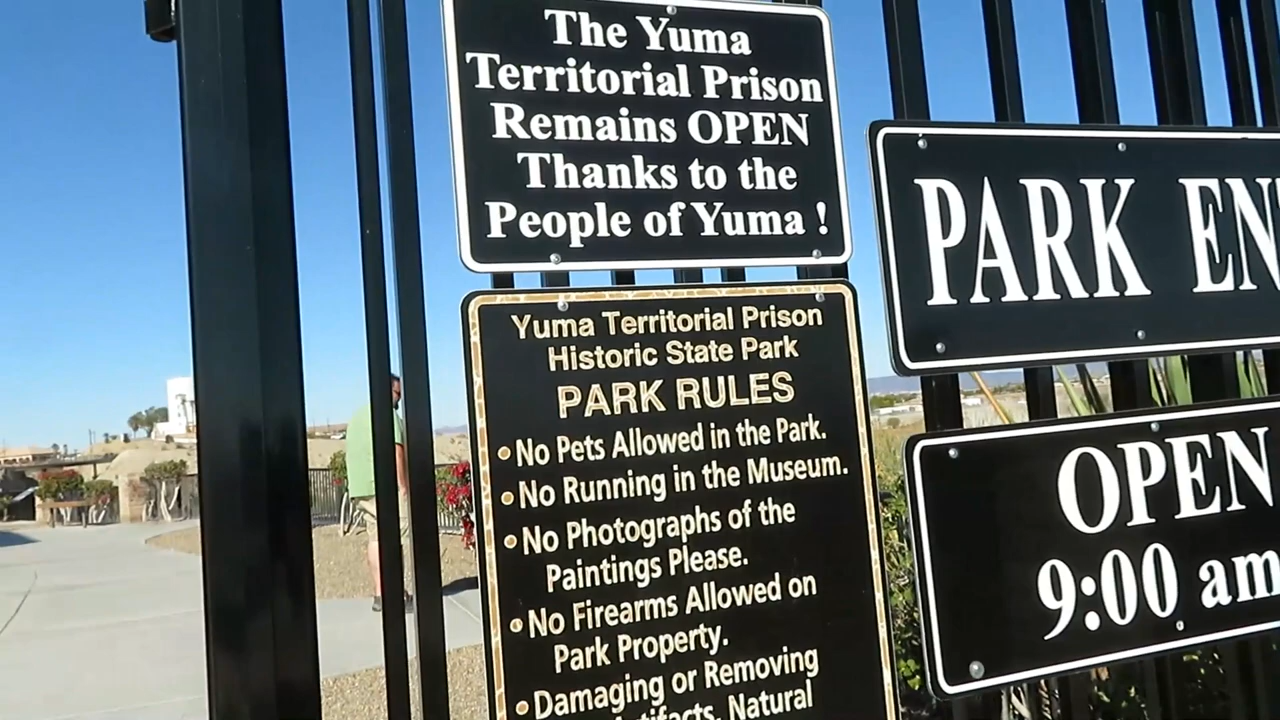 The Yuma
Territorial Prison
Remains OPEN
Thanks to the
People of Yuma !
Yuma Territorial Prison
Historic State Park
PARK RULES
• No Pets Allowed in the Park.
• No Running in the Museum.
• No Photographs of the
Paintings Please.
• No Firearms Allowed on
Park Property.
• Damaging or Removing
Artifacts, Natural
PARK EN
OPEN
9:00 am